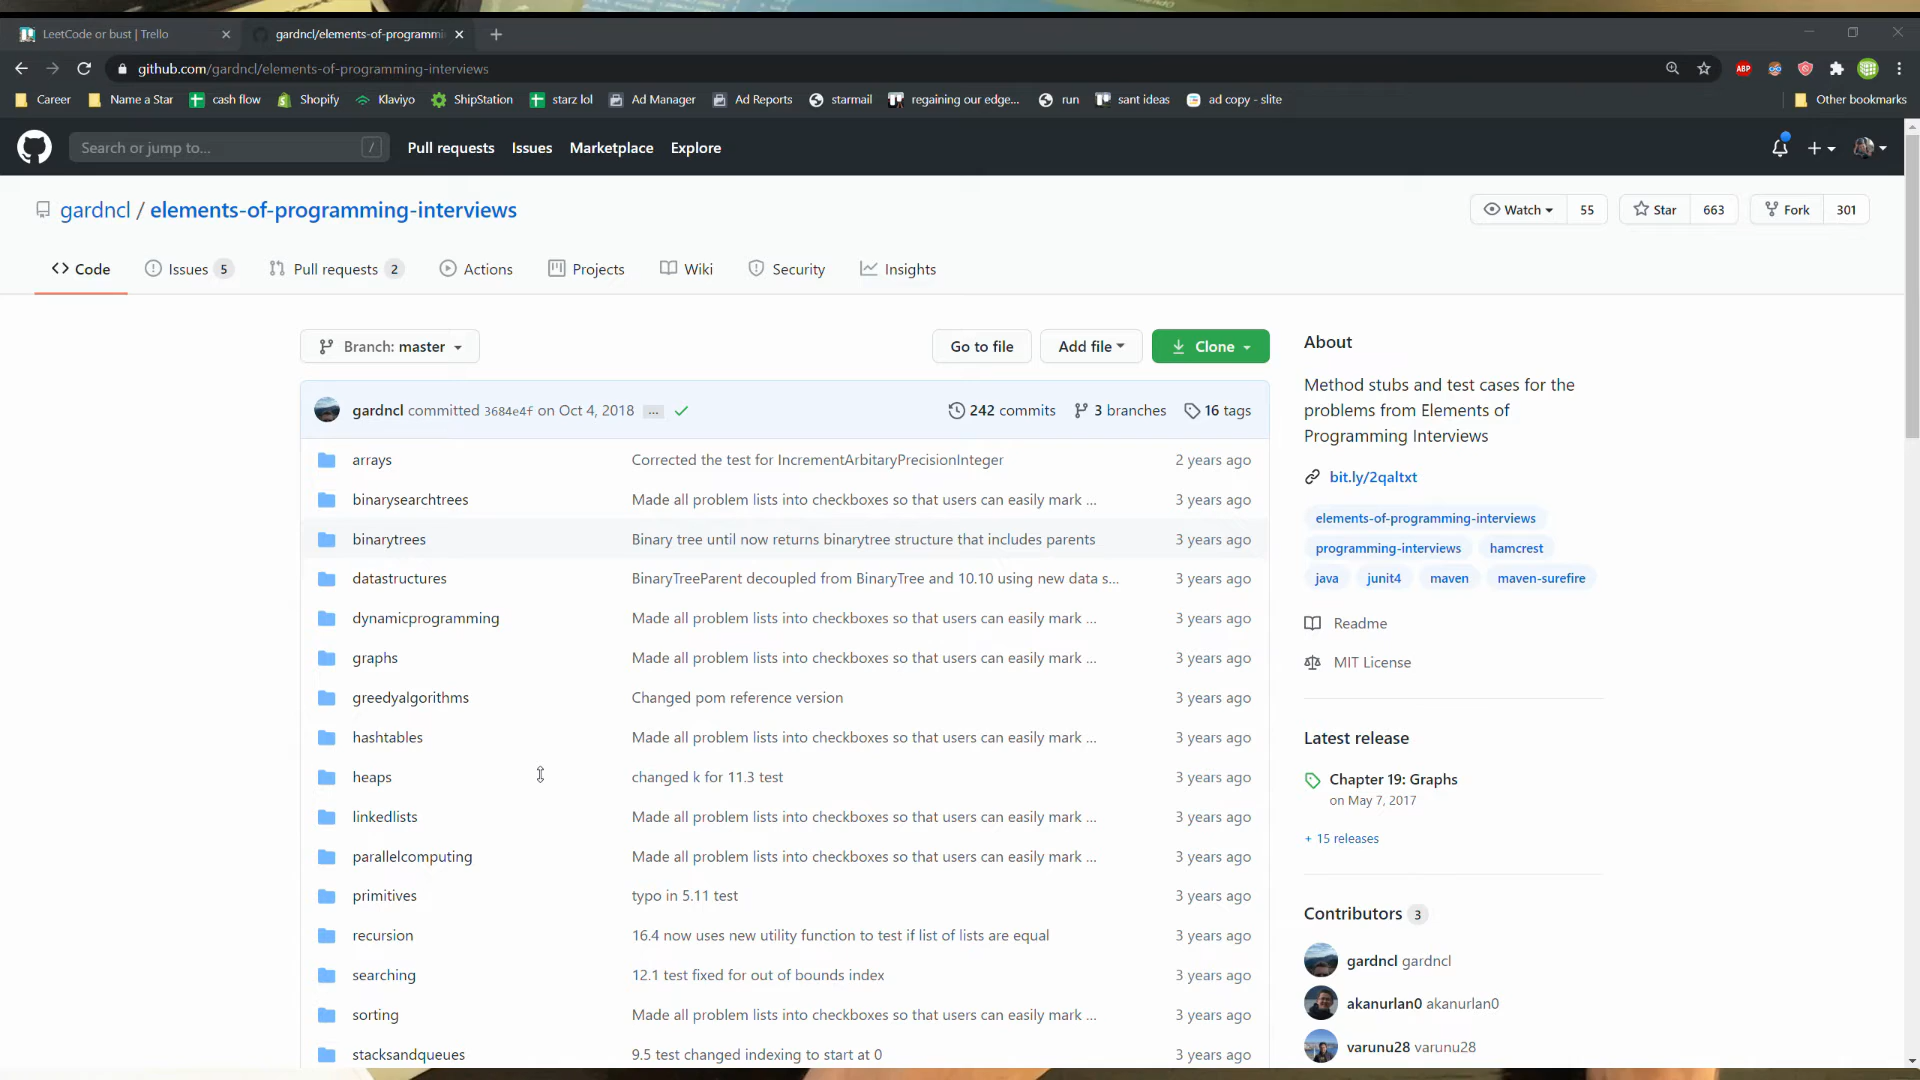 LeetCode or bust | Trello
gardncl/elements-of-programmi
github.com/gardncl/elements-of-programming-interviews
ABP
Career Name a Star cash flow Shopify Klaviyo ShipStation starz lol Ad Manager Ad Reports starmail regaining our edge... run sant ideas ad copy - slite Other bookmarks
Search or jump to... / Pull requests Issues Marketplace Explore
gardncl / elements-of-programming-interviews
Watch 55 Star 663 Fork 301
Code Issues 5 Pull requests 2 Actions Projects Wiki Security Insights
Branch: master Go to file Add file Clone
gardncl committed 3684e4f on Oct 4, 2018 ... 242 commits 3 branches 16 tags
arrays Corrected the test for IncrementArbitaryPrecisionInteger 2 years ago
binarysearchtrees Made all problem lists into checkboxes so that users can easily mark ... 3 years ago
binarytrees Binary tree until now returns binarytree structure that includes parents 3 years ago
datastructures BinaryTreeParent decoupled from BinaryTree and 10.10 using new data s... 3 years ago
dynamicprogramming Made all problem lists into checkboxes so that users can easily mark ... 3 years ago
graphs Made all problem lists into checkboxes so that users can easily mark ... 3 years ago
greedyalgorithms Changed pom reference version 3 years ago
hashtables Made all problem lists into checkboxes so that users can easily mark ... 3 years ago
heaps changed k for 11.3 test 3 years ago
linkedlists Made all problem lists into checkboxes so that users can easily mark ... 3 years ago
parallelcomputing Made all problem lists into checkboxes so that users can easily mark ... 3 years ago
primitives typo in 5.11 test 3 years ago
recursion 16.4 now uses new utility function to test if list of lists are equal 3 years ago
searching 12.1 test fixed for out of bounds index 3 years ago
sorting Made all problem lists into checkboxes so that users can easily mark ... 3 years ago
stacksandqueues 9.5 test changed indexing to start at 0 3 years ago
About
Method stubs and test cases for the
problems from Elements of
Programming Interviews
bit.ly/2qaltxt
elements-of-programming-interviews
programming-interviews hamcrest
java junit4 maven maven-surefire
Readme
MIT License
Latest release
Chapter 19: Graphs
on May 7, 2017
+ 15 releases
Contributors 3
gardncl gardncl
akanurlan0 akanurlan0
varunu28 varunu28